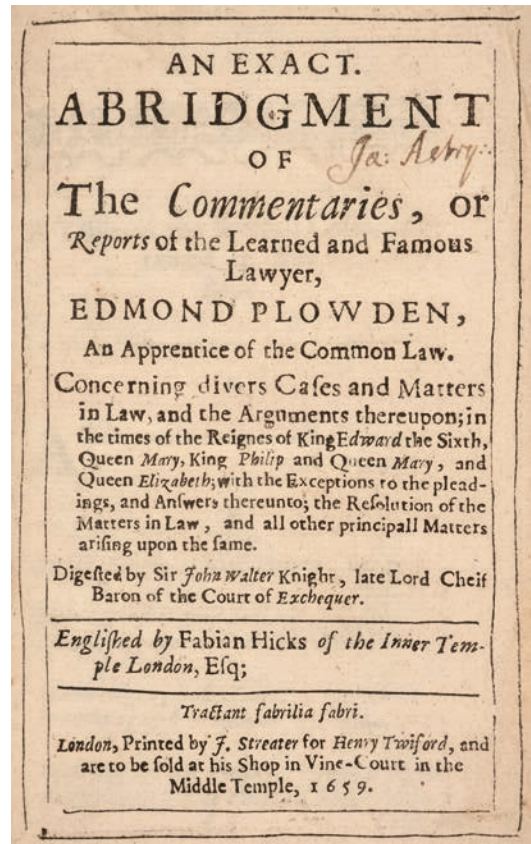 AN EXACT.
ABRIDGMENT
OF
Ja: Astry:
The Commentaries, or
Reports of the Learned and Famous
Lawyer,
EDMOND PLOWDEN,
An Apprentice of the Common Law.
Concerning divers Caſes and Matters
in Law, and the Arguments thereupon; in
the times of the Reignes of King Edward the Sixth,
Queen Mary, King Philip and Queen Mary, and
Queen Elizabeth; with the Exceptions to the plead-
ings, and Anſwers thereunto; the Reſolution of the
Matters in Law, and all other principall Matters
ariſing upon the ſame.
Digeſted by Sir John Walter Knight, late Lord Cheif
Baron of the Court of Exchequer.
Engliſhed by Fabian Hicks of the Inner Tem-
ple London, Eſq;
Tractant fabrilia fabri.
London, Printed by J. Streater for Henry Twiford, and
are to be ſold at his Shop in Vine-Court in the
Middle Temple, 1659.